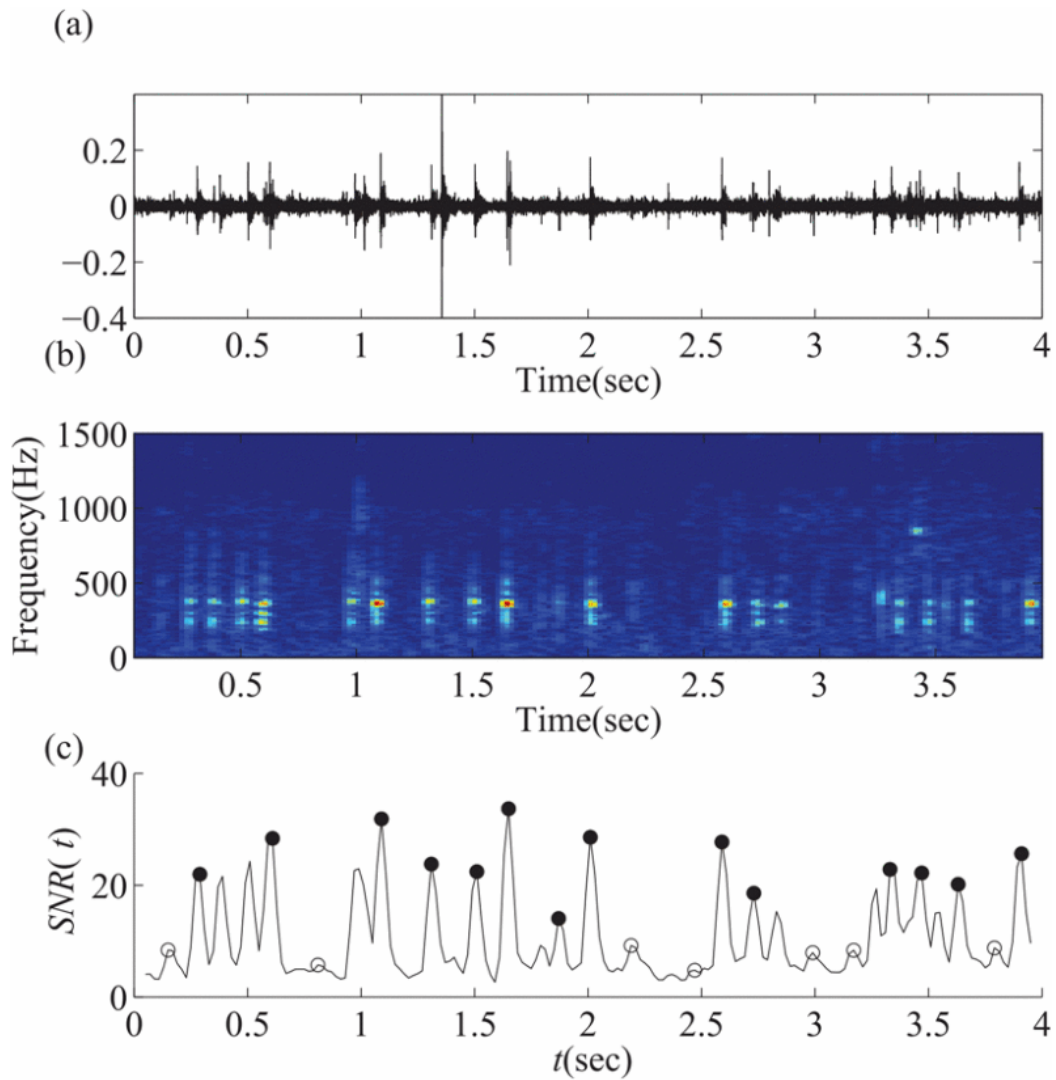 (a)
0.2
0
−0.2
−0.4
0 0.5 1 1.5 2 2.5 3 3.5 4
Time(sec)
(b)
Frequency(Hz)
1500
1000
500
0
0.5 1 1.5 2 2.5 3 3.5
Time(sec)
(c)
SNR( t)
40
20
0
0 0.5 1 1.5 2 2.5 3 3.5 4
t(sec)